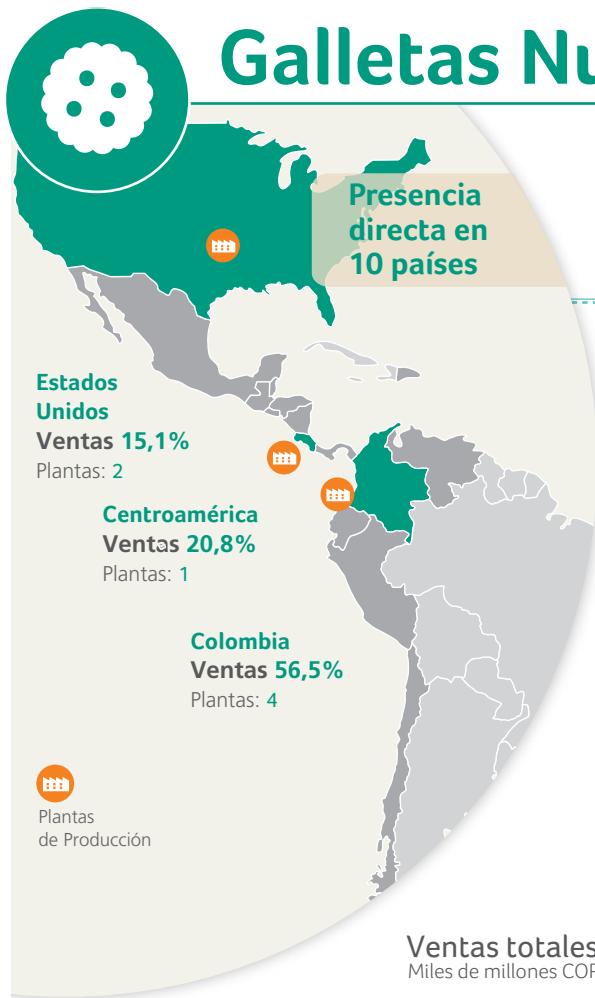 Galletas Nu
Presencia
directa en
10 países
Estados
Unidos
Ventas 15,1%
Plantas: 2
Centroamérica
Ventas 20,8%
Plantas: 1
Colombia
Ventas 56,5%
Plantas: 4
Plantas
de Producción
Ventas totales
Miles de millones COP